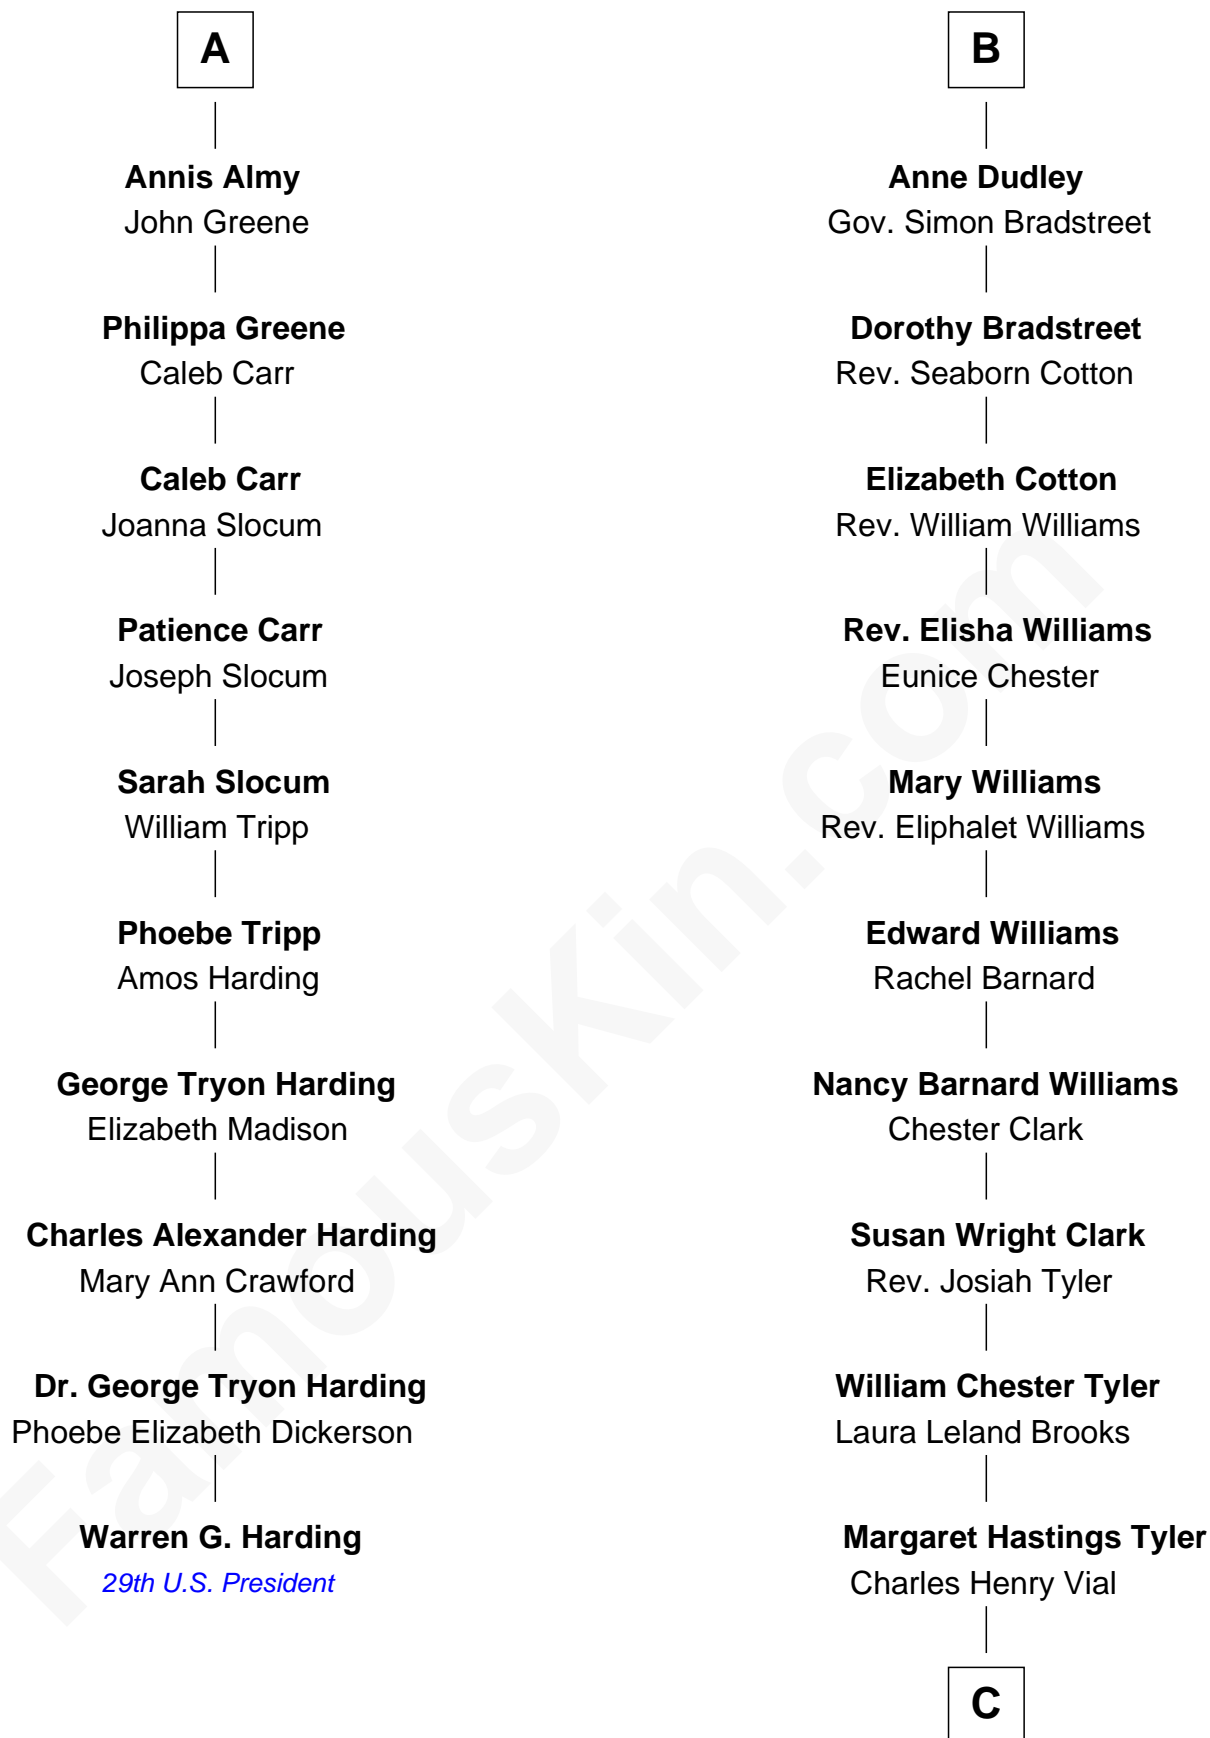 A
Annis Almy
John Greene
Philippa Greene
Caleb Carr
Caleb Carr
Joanna Slocum
Patience Carr
Joseph Slocum
Sarah Slocum
William Tripp
Phoebe Tripp
Amos Harding
George Tryon Harding
Elizabeth Madison
Charles Alexander Harding
Mary Ann Crawford
Dr. George Tryon Harding
Phoebe Elizabeth Dickerson
Warren G. Harding
29th U.S. President
B
Anne Dudley
Gov. Simon Bradstreet
Dorothy Bradstreet
Rev. Seaborn Cotton
Elizabeth Cotton
Rev. William Williams
Rev. Elisha Williams
Eunice Chester
Mary Williams
Rev. Eliphalet Williams
Edward Williams
Rachel Barnard
Nancy Barnard Williams
Chester Clark
Susan Wright Clark
Rev. Josiah Tyler
William Chester Tyler
Laura Leland Brooks
Margaret Hastings Tyler
Charles Henry Vial
C
FamousKin.com